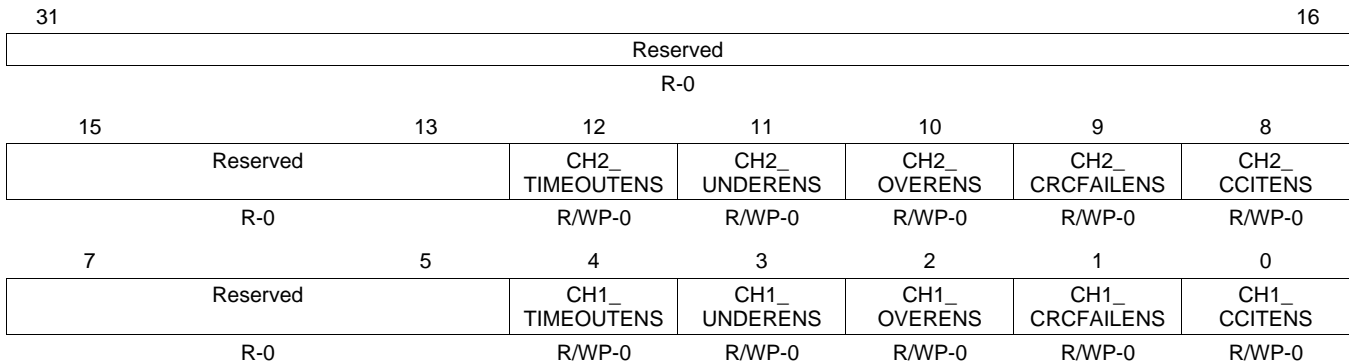 31 16
Reserved
R-0
15 13 12 11 10 9 8
Reserved CH2_ CH2_ CH2_ CH2_ CH2_
TIMEOUTENS UNDERENS OVERENS CRCFAILENS CCITENS
R-0 R/WP-0 R/WP-0 R/WP-0 R/WP-0 R/WP-0
7 5 4 3 2 1 0
Reserved CH1_ CH1_ CH1_ CH1_ CH1_
TIMEOUTENS UNDERENS OVERENS CRCFAILENS CCITENS
R-0 R/WP-0 R/WP-0 R/WP-0 R/WP-0 R/WP-0